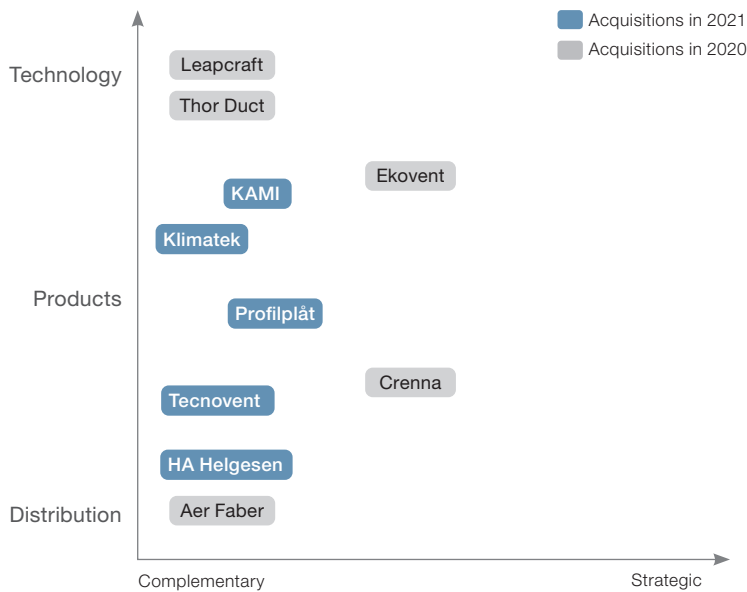 Acquisitions in 2021
Acquisitions in 2020
Technology
Leapcraft
Thor Duct
Ekovent
KAMI
Klimatek
Products
Profilplåt
Crenna
Tecnovent
HA Helgesen
Distribution
Aer Faber
Complementary
Strategic